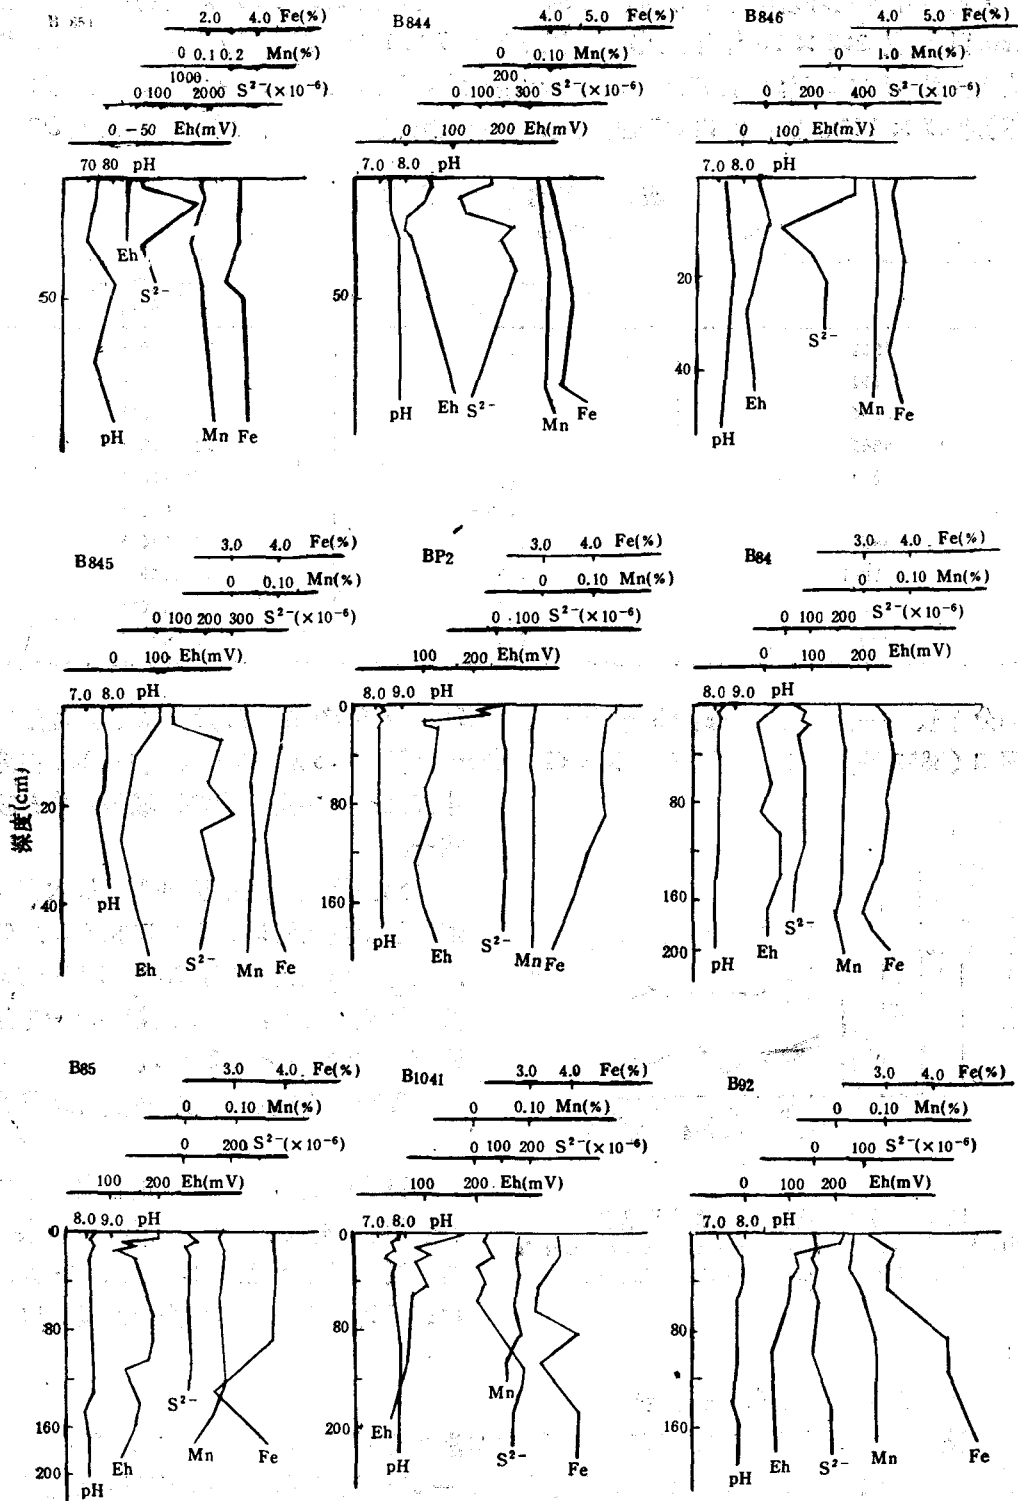 B851
2.0 4.0 Fe(%)
0 0.1 0.2 Mn(%)
1000
0 100 2000 S²⁻(×10⁻⁶)
0 -50 Eh(mV)
70 80 pH
50
Eh
S²⁻
pH Mn Fe
B844
4.0 5.0 Fe(%)
0 0.10 Mn(%)
200
0 100 300 S²⁻(×10⁻⁶)
0 100 200 Eh(mV)
7.0 8.0 pH
50
pH Eh S²⁻ Mn Fe
B846
4.0 5.0 Fe(%)
0 1.0 Mn(%)
0 200 400 S²⁻(×10⁻⁶)
0 100 Eh(mV)
7.0 8.0 pH
20
40
S²⁻
pH Eh Mn Fe
B845
3.0 4.0 Fe(%)
0 0.10 Mn(%)
0 100 200 300 S²⁻(×10⁻⁶)
0 100 Eh(mV)
7.0 8.0 pH
深度(cm)
20
40
pH
Eh S²⁻ Mn Fe
BP2
3.0 4.0 Fe(%)
0 0.10 Mn(%)
0 100 S²⁻(×10⁻⁶)
100 200 Eh(mV)
8.0 9.0 pH
0
80
160
pH Eh S²⁻ Mn Fe
B84
3.0 4.0 Fe(%)
0 0.10 Mn(%)
0 100 200 S²⁻(×10⁻⁶)
0 100 200 Eh(mV)
8.0 9.0 pH
0
80
160
200
pH Eh S²⁻ Mn Fe
B85
3.0 4.0 Fe(%)
0 0.10 Mn(%)
0 200 S²⁻(×10⁻⁶)
100 200 Eh(mV)
8.0 9.0 pH
0
80
160
200
S²⁻
pH Eh Mn Fe
B1041
3.0 4.0 Fe(%)
0 0.10 Mn(%)
0 100 200 S²⁻(×10⁻⁶)
100 200 Eh(mV)
7.0 8.0 pH
0
80
200
Mn
Eh pH S²⁻ Fe
B92
3.0 4.0 Fe(%)
0 0.10 Mn(%)
0 100 S²⁻(×10⁻⁶)
0 100 200 Eh(mV)
7.0 8.0 pH
80
160
pH Eh S²⁻ Mn Fe